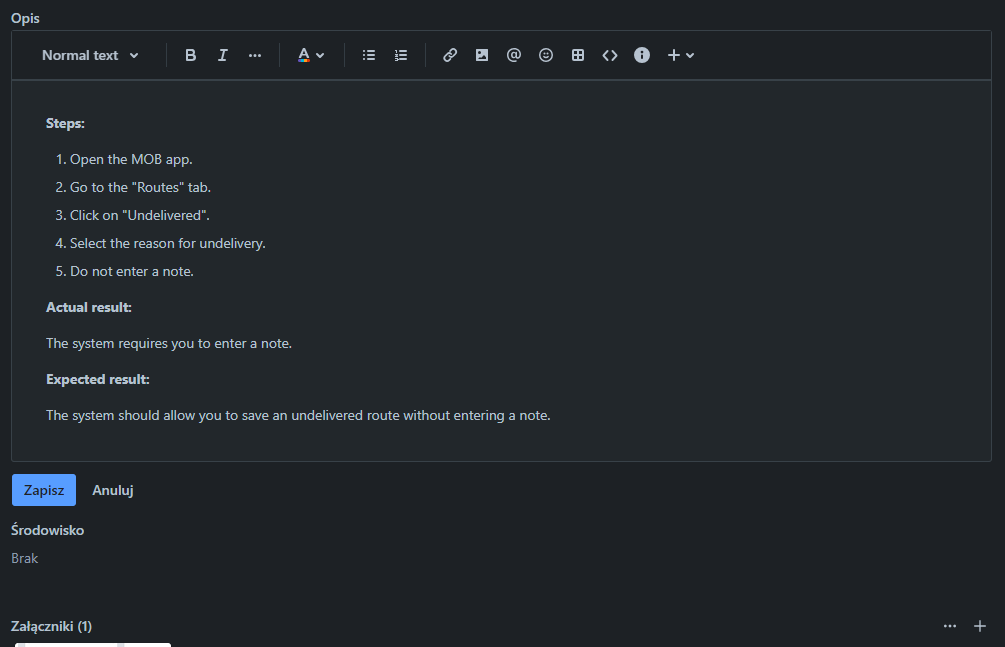 Opis
Normal text
Steps:
1. Open the MOB app.
2. Go to the "Routes" tab.
3. Click on "Undelivered".
4. Select the reason for undelivery.
5. Do not enter a note.
Actual result:
The system requires you to enter a note.
Expected result:
The system should allow you to save an undelivered route without entering a note.
Zapisz Anuluj
Środowisko
Brak
Załączniki (1)